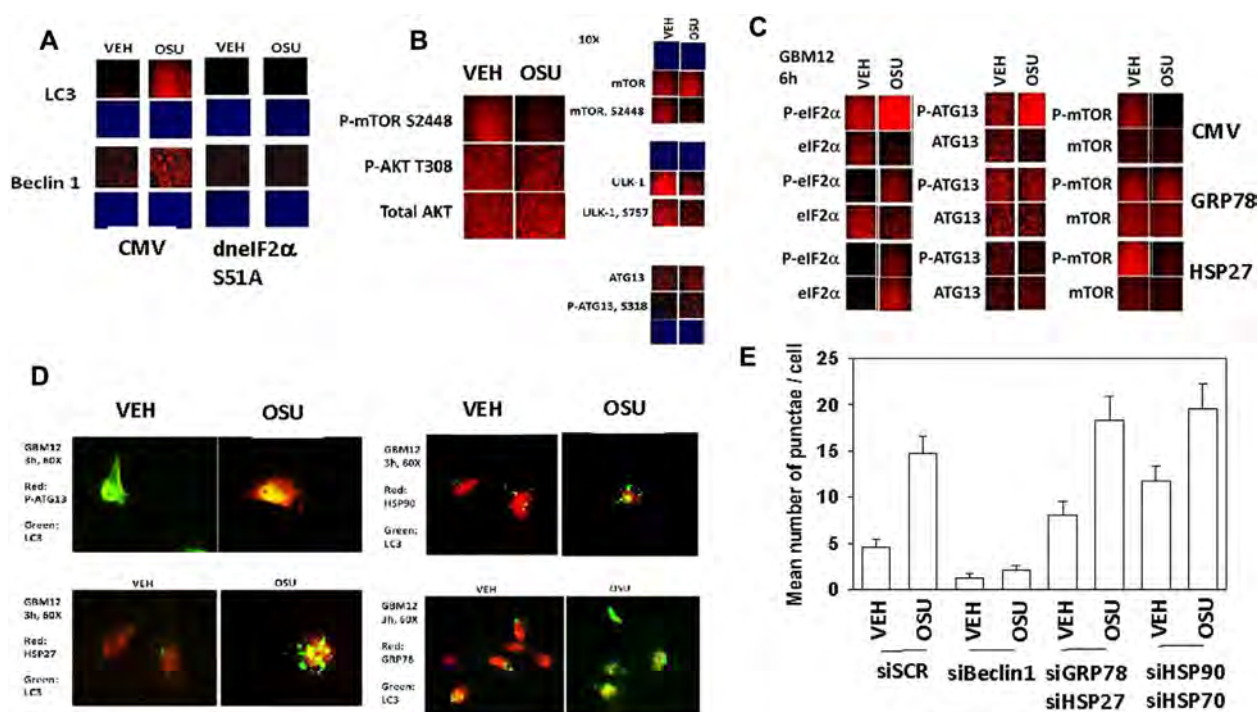 A
VEH OSU VEH OSU
LC3
Beclin 1
CMV dneIF2α
S51A
B
VEH OSU
P-mTOR S2448
P-AKT T308
Total AKT
10X
VEH OSU
mTOR
mTOR, S2448
ULK-1
ULK-1, S757
ATG13
P-ATG13, S318
C
GBM12
6h
VEH OSU VEH OSU VEH OSU
P-eIF2α P-ATG13 P-mTOR
CMV
eIF2α ATG13 mTOR
P-eIF2α P-ATG13 P-mTOR
GRP78
eIF2α ATG13 mTOR
P-eIF2α P-ATG13 P-mTOR
HSP27
eIF2α ATG13 mTOR
D
VEH OSU
GBM12
3h, 60X
Red:
P-ATG13
Green:
LC3
VEH OSU
GBM12
3h, 60X
Red:
HSP90
Green:
LC3
VEH OSU
GBM12
3h, 60X
Red:
HSP27
Green:
LC3
VEH OSU
GBM12
3h, 60X
Red:
GRP78
Green:
LC3
E
Mean number of punctae / cell
25
20
15
10
5
0
VEH OSU VEH OSU VEH OSU VEH OSU
siSCR siBeclin1 siGRP78 siHSP90
siHSP27 siHSP70